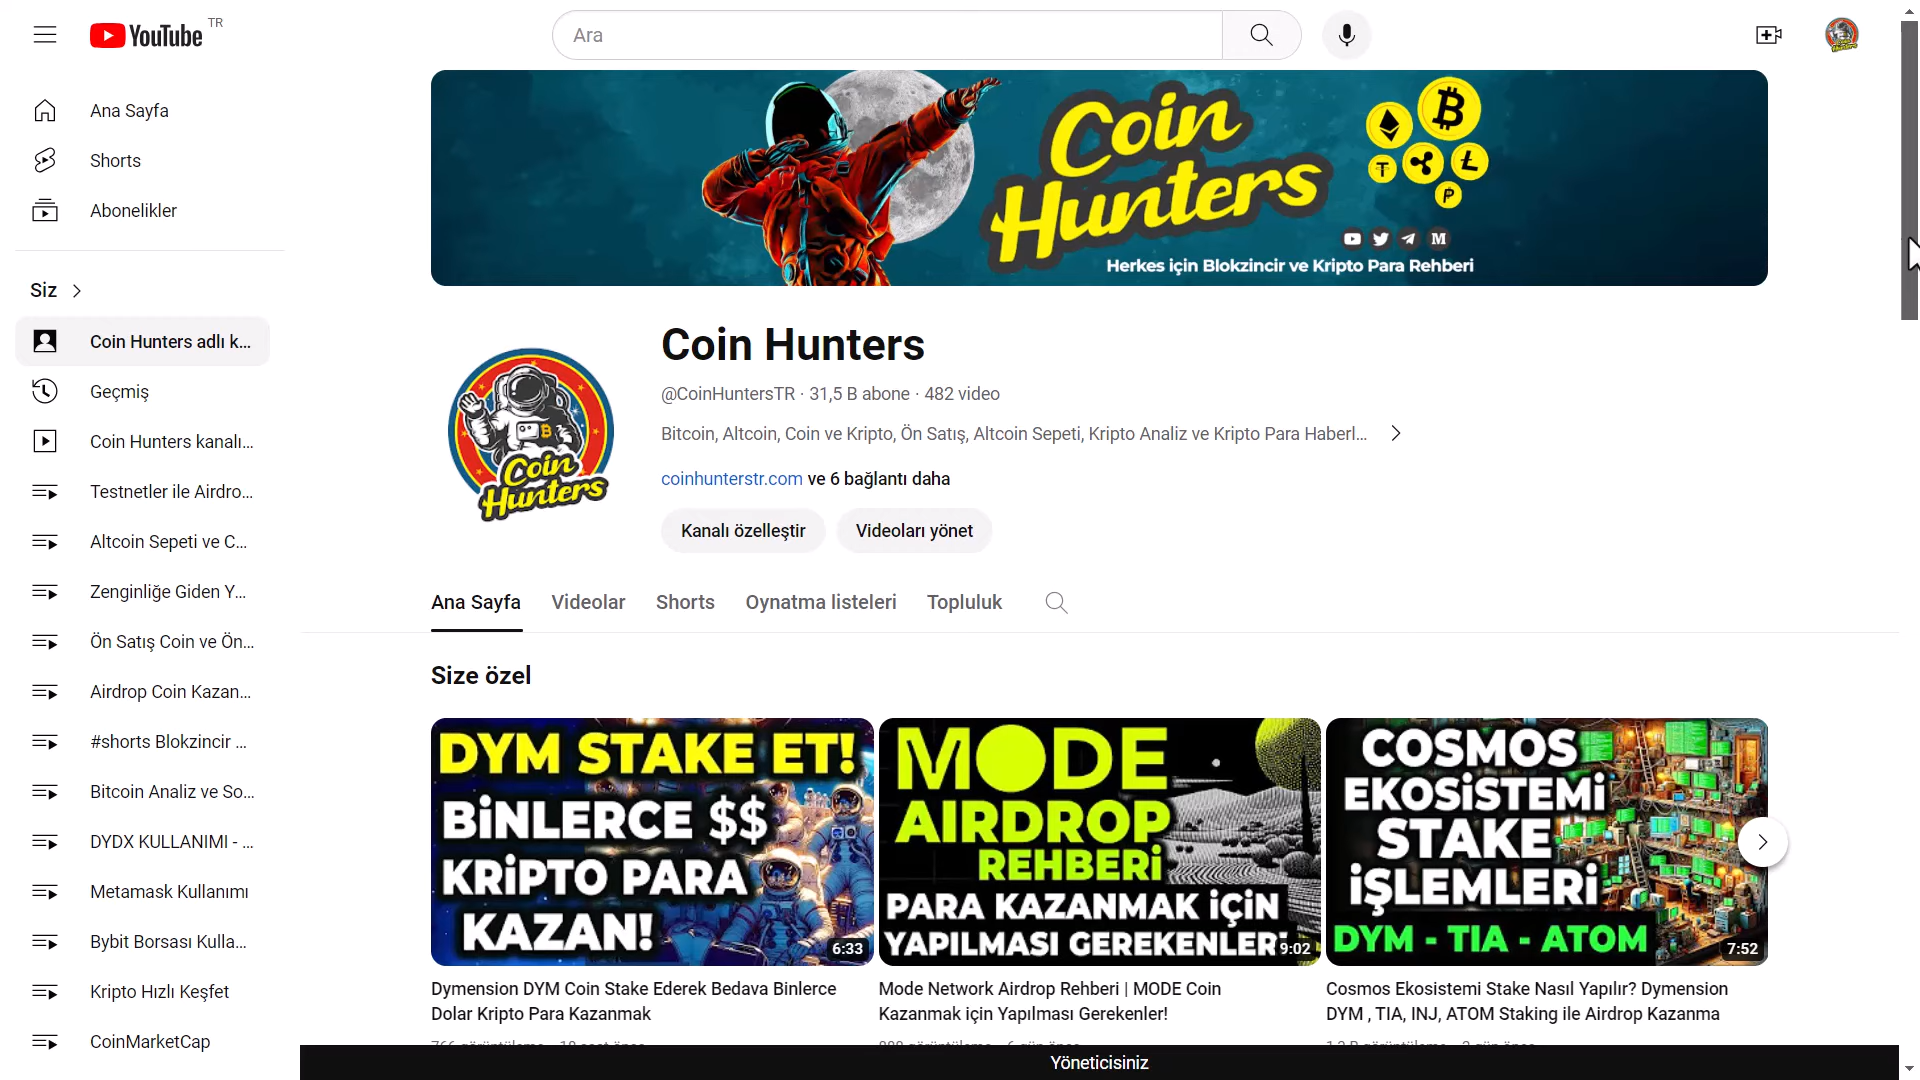 YouTube TR
Ara
Ana Sayfa
Shorts
Abonelikler
Siz
Coin Hunters adlı k...
Geçmiş
Coin Hunters kanalı...
Testnetler ile Airdro...
Altcoin Sepeti ve C...
Zenginliğe Giden Y...
Ön Satış Coin ve Ön...
Airdrop Coin Kazan...
#shorts Blokzincir ...
Bitcoin Analiz ve So...
DYDX KULLANIMI - ...
Metamask Kullanımı
Bybit Borsası Kulla...
Kripto Hızlı Keşfet
CoinMarketCap
Coin
Hunters
Herkes için Blokzincir ve Kripto Para Rehberi
Coin
Hunters
Coin Hunters
@CoinHuntersTR · 31,5 B abone · 482 video
Bitcoin, Altcoin, Coin ve Kripto, Ön Satış, Altcoin Sepeti, Kripto Analiz ve Kripto Para Haberl...
coinhunterstr.com ve 6 bağlantı daha
Kanalı özelleştir Videoları yönet
Ana Sayfa Videolar Shorts Oynatma listeleri Topluluk
Size özel
DYM STAKE ET!
BİNLERCE $$
KRİPTO PARA
KAZAN!
6:33
Dymension DYM Coin Stake Ederek Bedava Binlerce
Dolar Kripto Para Kazanmak
MODE
AIRDROP
REHBERİ
PARA KAZANMAK İÇİN
YAPILMASI GEREKENLER
9:02
Mode Network Airdrop Rehberi | MODE Coin
Kazanmak için Yapılması Gerekenler!
COSMOS
EKOSİSTEMİ
STAKE
İŞLEMLERİ
DYM - TIA - ATOM
7:52
Cosmos Ekosistemi Stake Nasıl Yapılır? Dymension
DYM , TIA, INJ, ATOM Staking ile Airdrop Kazanma
Yöneticisiniz